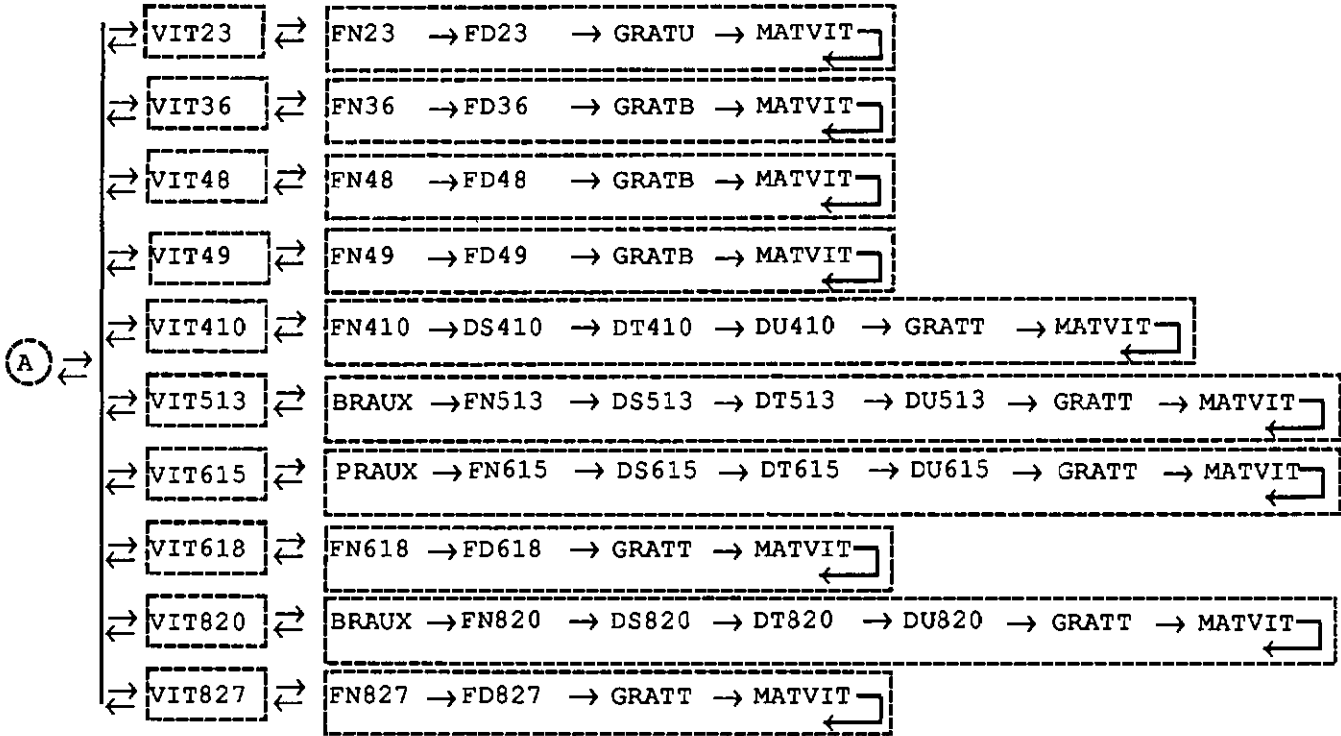 ⇄ VIT23 ⇄ FN23 → FD23 → GRATU → MATVIT
⇄ VIT36 ⇄ FN36 → FD36 → GRATB → MATVIT
⇄ VIT48 ⇄ FN48 → FD48 → GRATB → MATVIT
⇄ VIT49 ⇄ FN49 → FD49 → GRATB → MATVIT
⇄ VIT410 ⇄ FN410 → DS410 → DT410 → DU410 → GRATT → MATVIT
A ⇄
⇄ VIT513 ⇄ BRAUX → FN513 → DS513 → DT513 → DU513 → GRATT → MATVIT
⇄ VIT615 ⇄ PRAUX → FN615 → DS615 → DT615 → DU615 → GRATT → MATVIT
⇄ VIT618 ⇄ FN618 → FD618 → GRATT → MATVIT
⇄ VIT820 ⇄ BRAUX → FN820 → DS820 → DT820 → DU820 → GRATT → MATVIT
⇄ VIT827 ⇄ FN827 → FD827 → GRATT → MATVIT